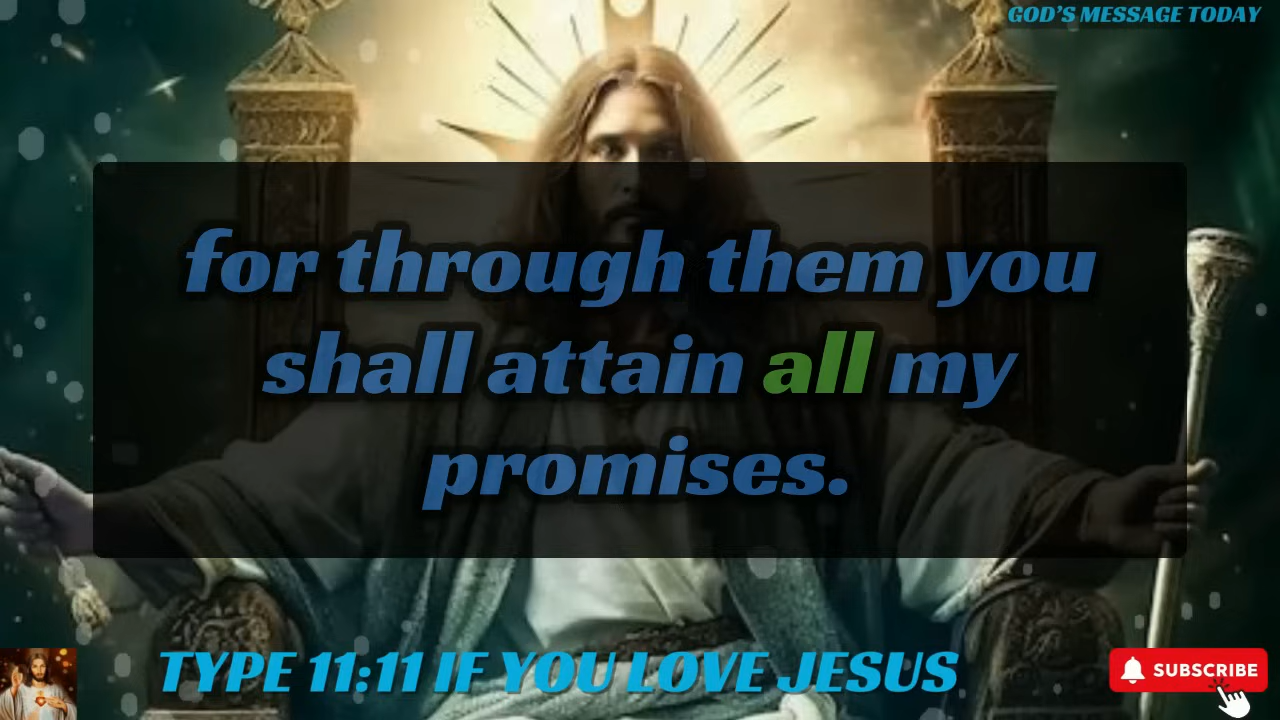 GOD'S MESSAGE TODAY
for through them you
shall attain all my
promises.
TYPE 11:11 IF YOU LOVE JESUS
SUBSCRIBE